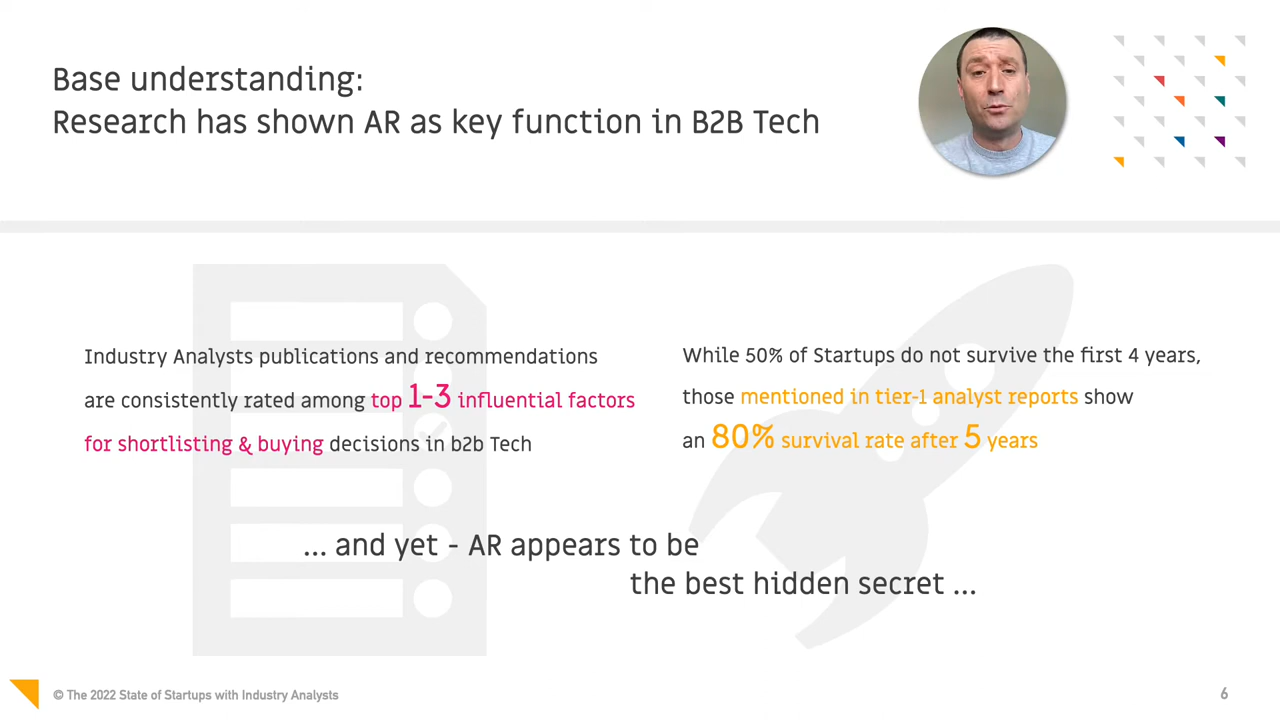 Base understanding:
Research has shown AR as key function in B2B Tech
Industry Analysts publications and recommendations
are consistently rated among top 1-3 influential factors
for shortlisting & buying decisions in b2b Tech
While 50% of Startups do not survive the first 4 years,
those mentioned in tier-1 analyst reports show
an 80% survival rate after 5 years
... and yet - AR appears to be
the best hidden secret ...
© The 2022 State of Startups with Industry Analysts
6